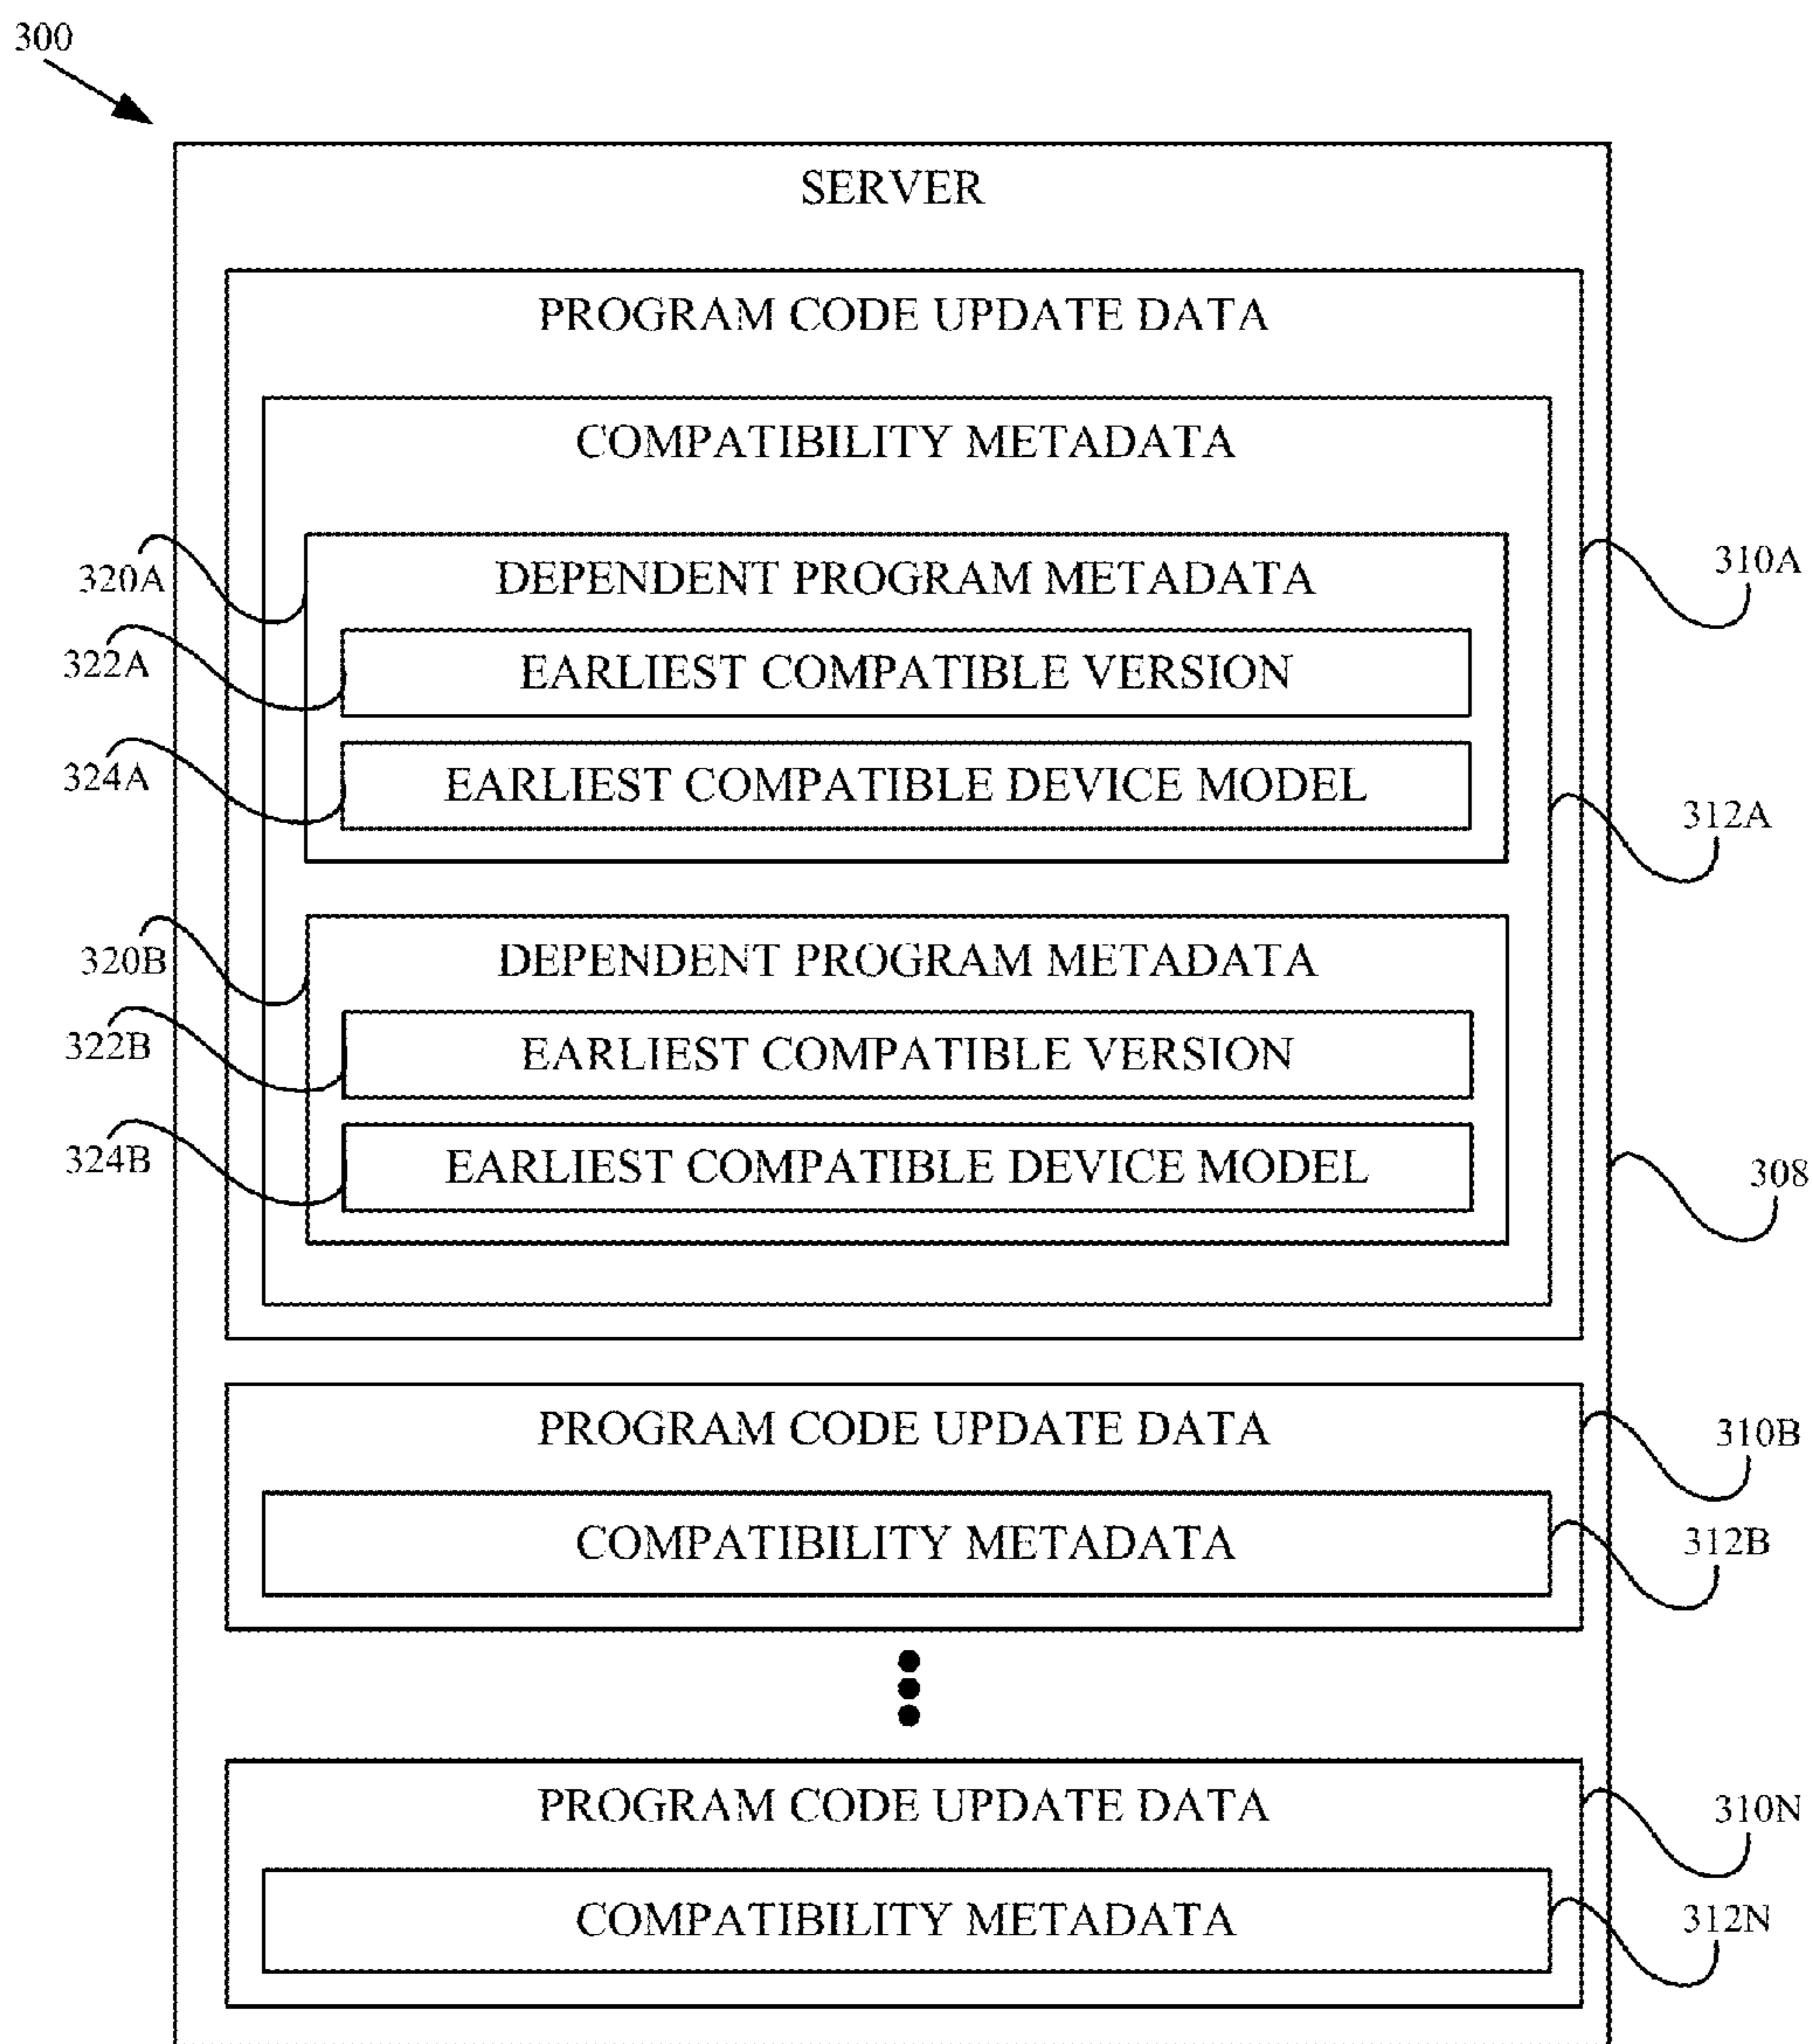 300
SERVER
PROGRAM CODE UPDATE DATA
COMPATIBILITY METADATA
320A
DEPENDENT PROGRAM METADATA
310A
322A
EARLIEST COMPATIBLE VERSION
324A
EARLIEST COMPATIBLE DEVICE MODEL
312A
320B
DEPENDENT PROGRAM METADATA
322B
EARLIEST COMPATIBLE VERSION
324B
EARLIEST COMPATIBLE DEVICE MODEL
308
PROGRAM CODE UPDATE DATA
310B
COMPATIBILITY METADATA
312B
PROGRAM CODE UPDATE DATA
310N
COMPATIBILITY METADATA
312N